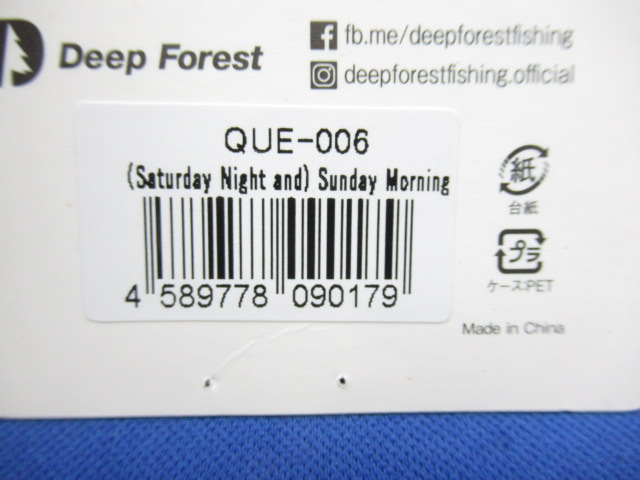 Deep Forest
fb.me/deepforestfishing
deepforestfishing.official
QUE-006
(Saturday Night and) Sunday Morning
4 589778 090179
紙
台紙
プラ
ケース:PET
Made in China